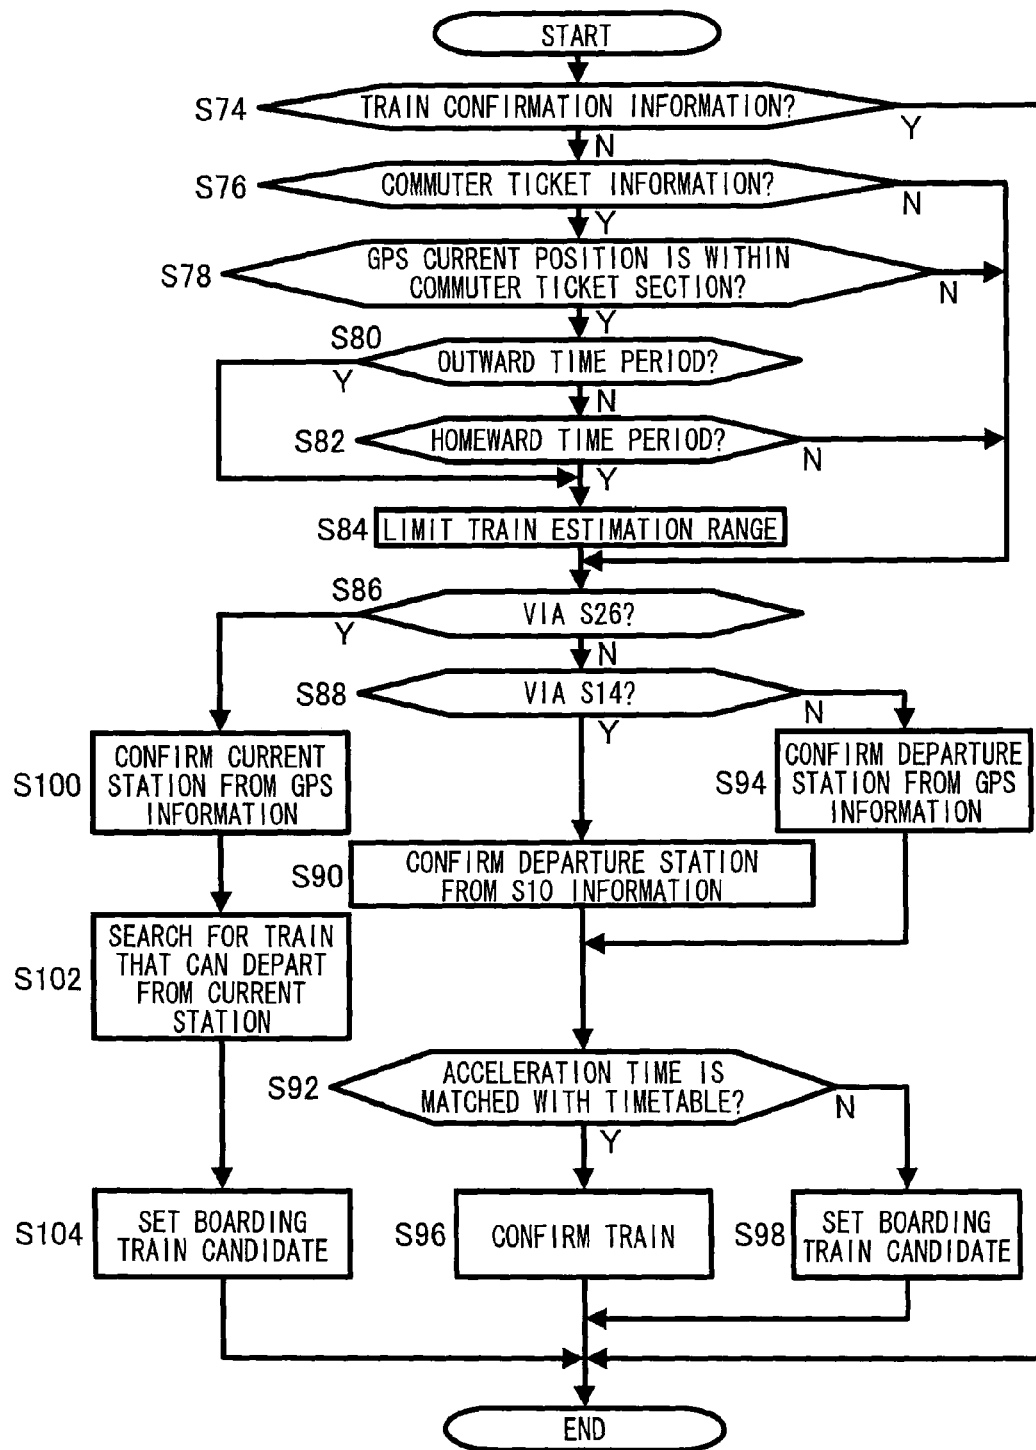 START
S74
TRAIN CONFIRMATION INFORMATION?
Y
N
S76
COMMUTER TICKET INFORMATION?
N
Y
S78
GPS CURRENT POSITION IS WITHIN
COMMUTER TICKET SECTION?
N
Y
S80
OUTWARD TIME PERIOD?
Y
N
S82
HOMEWARD TIME PERIOD?
N
Y
S84
LIMIT TRAIN ESTIMATION RANGE
S86
VIA S26?
Y
N
S88
VIA S14?
N
Y
S100
CONFIRM CURRENT
STATION FROM GPS
INFORMATION
S94
CONFIRM DEPARTURE
STATION FROM GPS
INFORMATION
S90
CONFIRM DEPARTURE STATION
FROM S10 INFORMATION
S102
SEARCH FOR TRAIN
THAT CAN DEPART
FROM CURRENT
STATION
S92
ACCELERATION TIME IS
MATCHED WITH TIMETABLE?
N
Y
S104
SET BOARDING
TRAIN CANDIDATE
S96
CONFIRM TRAIN
S98
SET BOARDING
TRAIN CANDIDATE
END